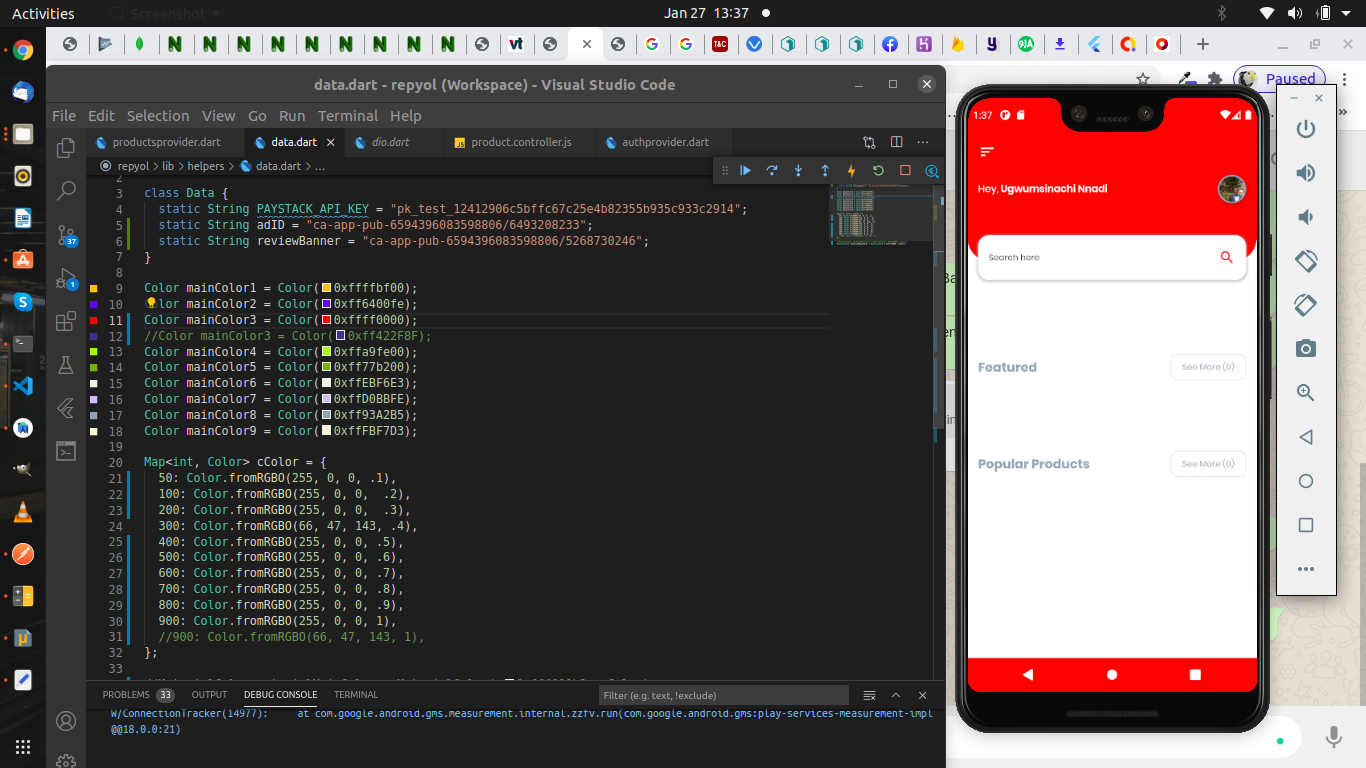 Activities
Screenshot
Jan 27 13:37
Paused
data.dart - repyol (Workspace) - Visual Studio Code
File Edit Selection View Go Run Terminal Help
productsprovider.dart
data.dart
dio.dart
product.controller.js
authprovider.dart
repyol > lib > helpers > data.dart > ...
2
3 class Data {
4 static String PAYSTACK_API_KEY = "pk_test_12412906c5bffc67c25e4b82355b935c933c2914";
5 static String adID = "ca-app-pub-6594396083598806/6493208233";
6 static String reviewBanner = "ca-app-pub-6594396083598806/5268730246";
7 }
8
9 Color mainColor1 = Color(0xffffbf00);
10 lor mainColor2 = Color(0xff6400fe);
11 Color mainColor3 = Color(0xffff0000);
12 //Color mainColor3 = Color(0xff422F8F);
13 Color mainColor4 = Color(0xffa9fe00);
14 Color mainColor5 = Color(0xff77b200);
15 Color mainColor6 = Color(0xffEBF6E3);
16 Color mainColor7 = Color(0xffD0BBFE);
17 Color mainColor8 = Color(0xff93A2B5);
18 Color mainColor9 = Color(0xffFBF7D3);
19
20 Map<int, Color> cColor = {
21 50: Color.fromRGBO(255, 0, 0, .1),
22 100: Color.fromRGBO(255, 0, 0,  .2),
23 200: Color.fromRGBO(255, 0, 0,  .3),
24 300: Color.fromRGBO(66, 47, 143, .4),
25 400: Color.fromRGBO(255, 0, 0, .5),
26 500: Color.fromRGBO(255, 0, 0, .6),
27 600: Color.fromRGBO(255, 0, 0, .7),
28 700: Color.fromRGBO(255, 0, 0, .8),
29 800: Color.fromRGBO(255, 0, 0, .9),
30 900: Color.fromRGBO(255, 0, 0, 1),
31 //900: Color.fromRGBO(66, 47, 143, 1),
32 };
33
37
1
PROBLEMS 33 OUTPUT DEBUG CONSOLE TERMINAL
Filter (e.g. text, !exclude)
W/ConnectionTracker(14977): at com.google.android.gms.measurement.internal.zzfv.run(com.google.android.gms:play-services-measurement-impl
@@18.0.0:21)
1:37
Hey, Ugwumsinachi Nnadi
Search here
Featured
See More (0)
Popular Products
See More (0)